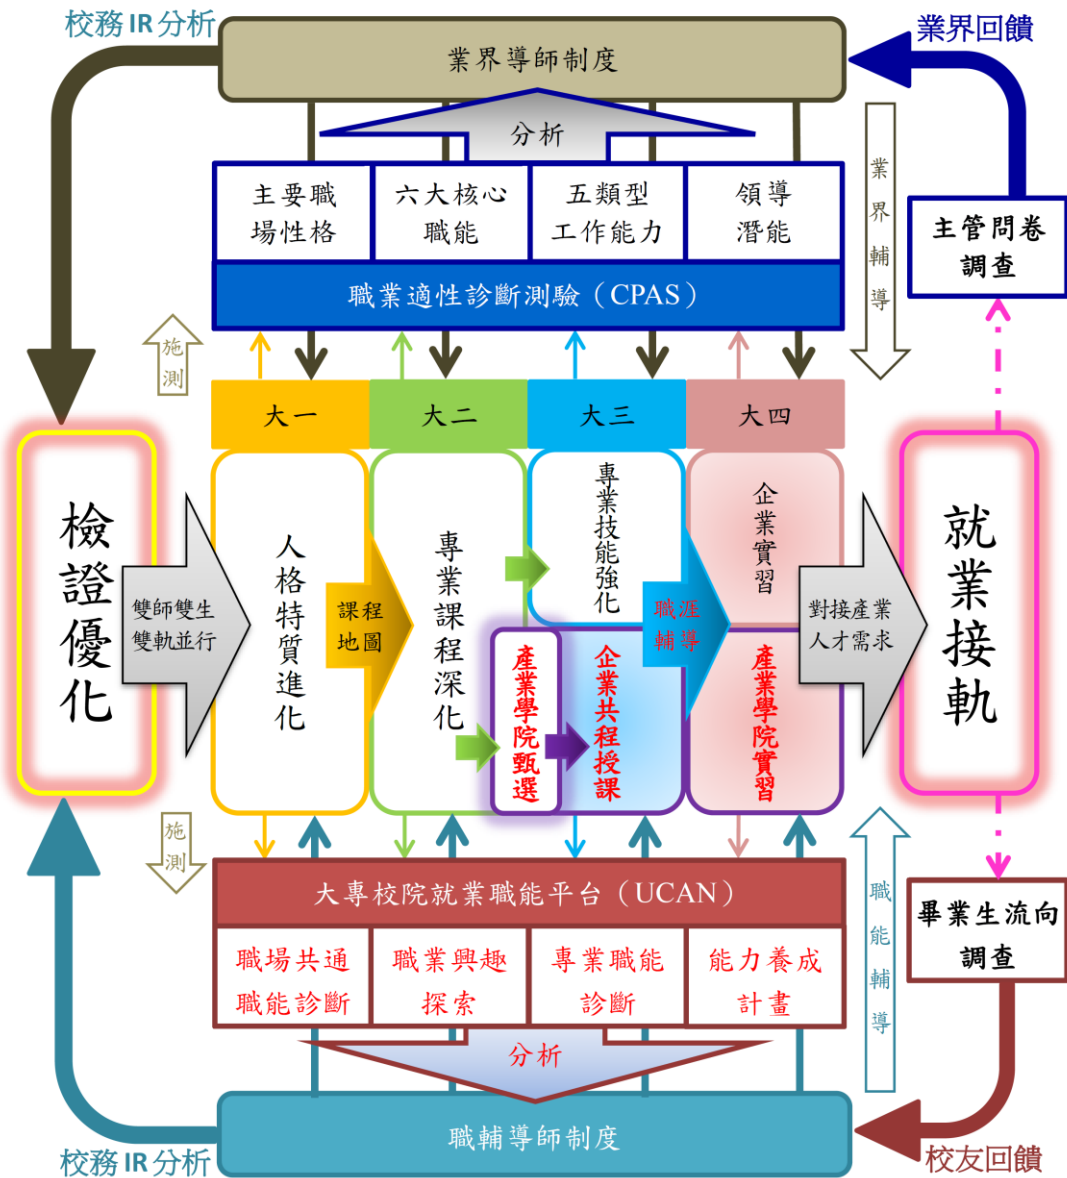 校務IR分析
業界導師制度
業界回饋
分析
主要職
場性格
六大核心
職能
五類型
工作能力
領導
潛能
職業適性診斷測驗（CPAS）
業界輔導
主管問卷
調查
施測
大一
大二
大三
大四
檢證優化
雙師雙生
雙軌並行
人格特質進化
課程
地圖
專業課程深化
專業技能強化
企業實習
職涯
輔導
產業學院甄選
企業共程授課
產業學院實習
對接產業
人才需求
就業接軌
施測
大專校院就業職能平台（UCAN）
職場共通
職能診斷
職業興趣
探索
專業職能
診斷
能力養成
計畫
職能輔導
畢業生流向
調查
分析
職輔導師制度
校務IR分析
校友回饋